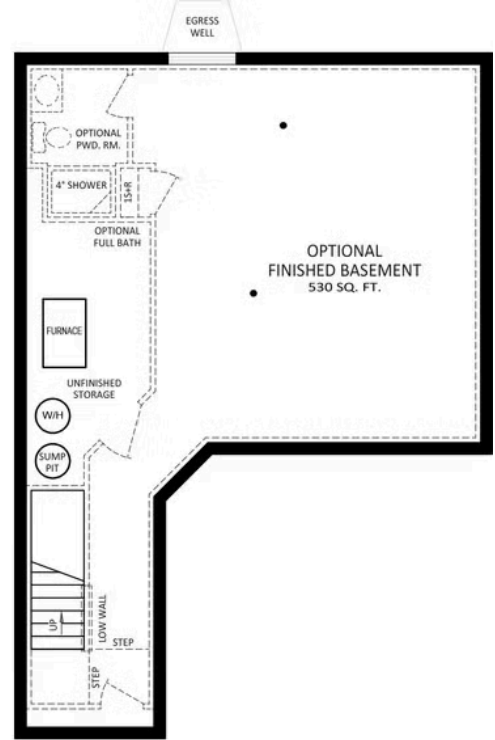 EGRESS
WELL
OPTIONAL
PWD. RM.
4" SHOWER
1S+R
OPTIONAL
FULL BATH
OPTIONAL
FINISHED BASEMENT
530 SQ. FT.
FURNACE
UNFINISHED
STORAGE
W/H
SUMP
PIT
UP
LOW WALL
STEP
STEP